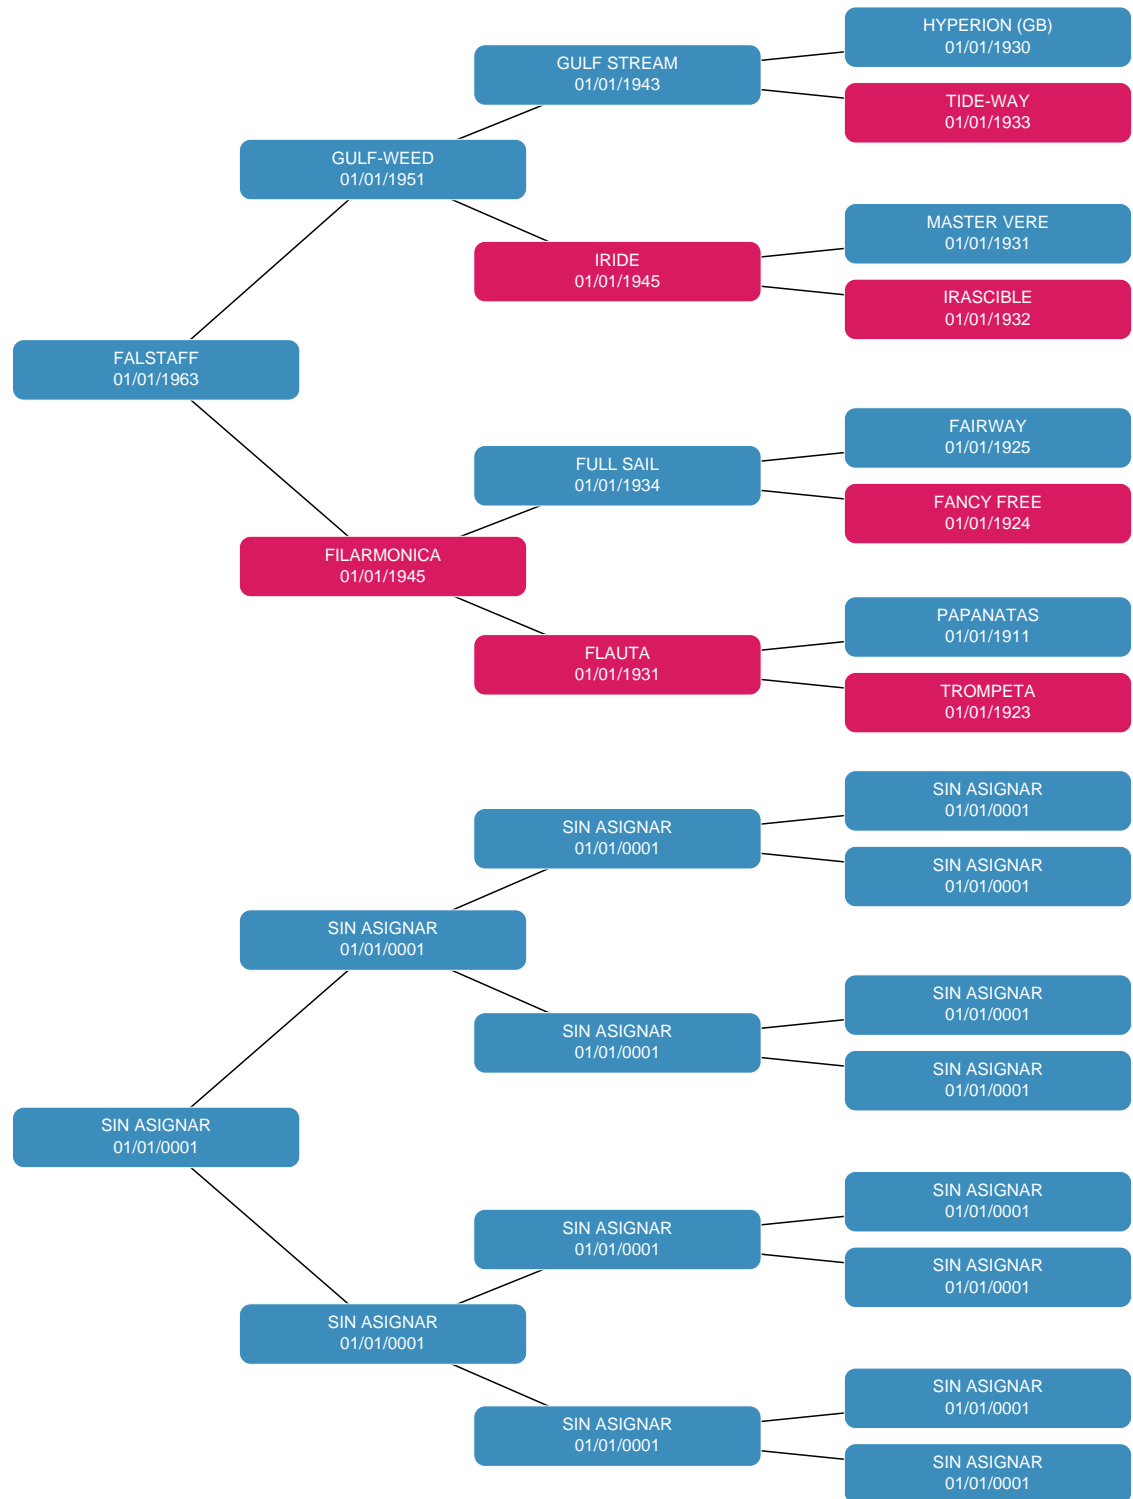 HYPERION (GB)
01/01/1930
GULF STREAM
01/01/1943
TIDE-WAY
01/01/1933
GULF-WEED
01/01/1951
MASTER VERE
01/01/1931
IRIDE
01/01/1945
IRASCIBLE
01/01/1932
FALSTAFF
01/01/1963
FAIRWAY
01/01/1925
FULL SAIL
01/01/1934
FANCY FREE
01/01/1924
FILARMONICA
01/01/1945
PAPANATAS
01/01/1911
FLAUTA
01/01/1931
TROMPETA
01/01/1923
SIN ASIGNAR
01/01/0001
SIN ASIGNAR
01/01/0001
SIN ASIGNAR
01/01/0001
SIN ASIGNAR
01/01/0001
SIN ASIGNAR
01/01/0001
SIN ASIGNAR
01/01/0001
SIN ASIGNAR
01/01/0001
SIN ASIGNAR
01/01/0001
SIN ASIGNAR
01/01/0001
SIN ASIGNAR
01/01/0001
SIN ASIGNAR
01/01/0001
SIN ASIGNAR
01/01/0001
SIN ASIGNAR
01/01/0001
SIN ASIGNAR
01/01/0001
SIN ASIGNAR
01/01/0001